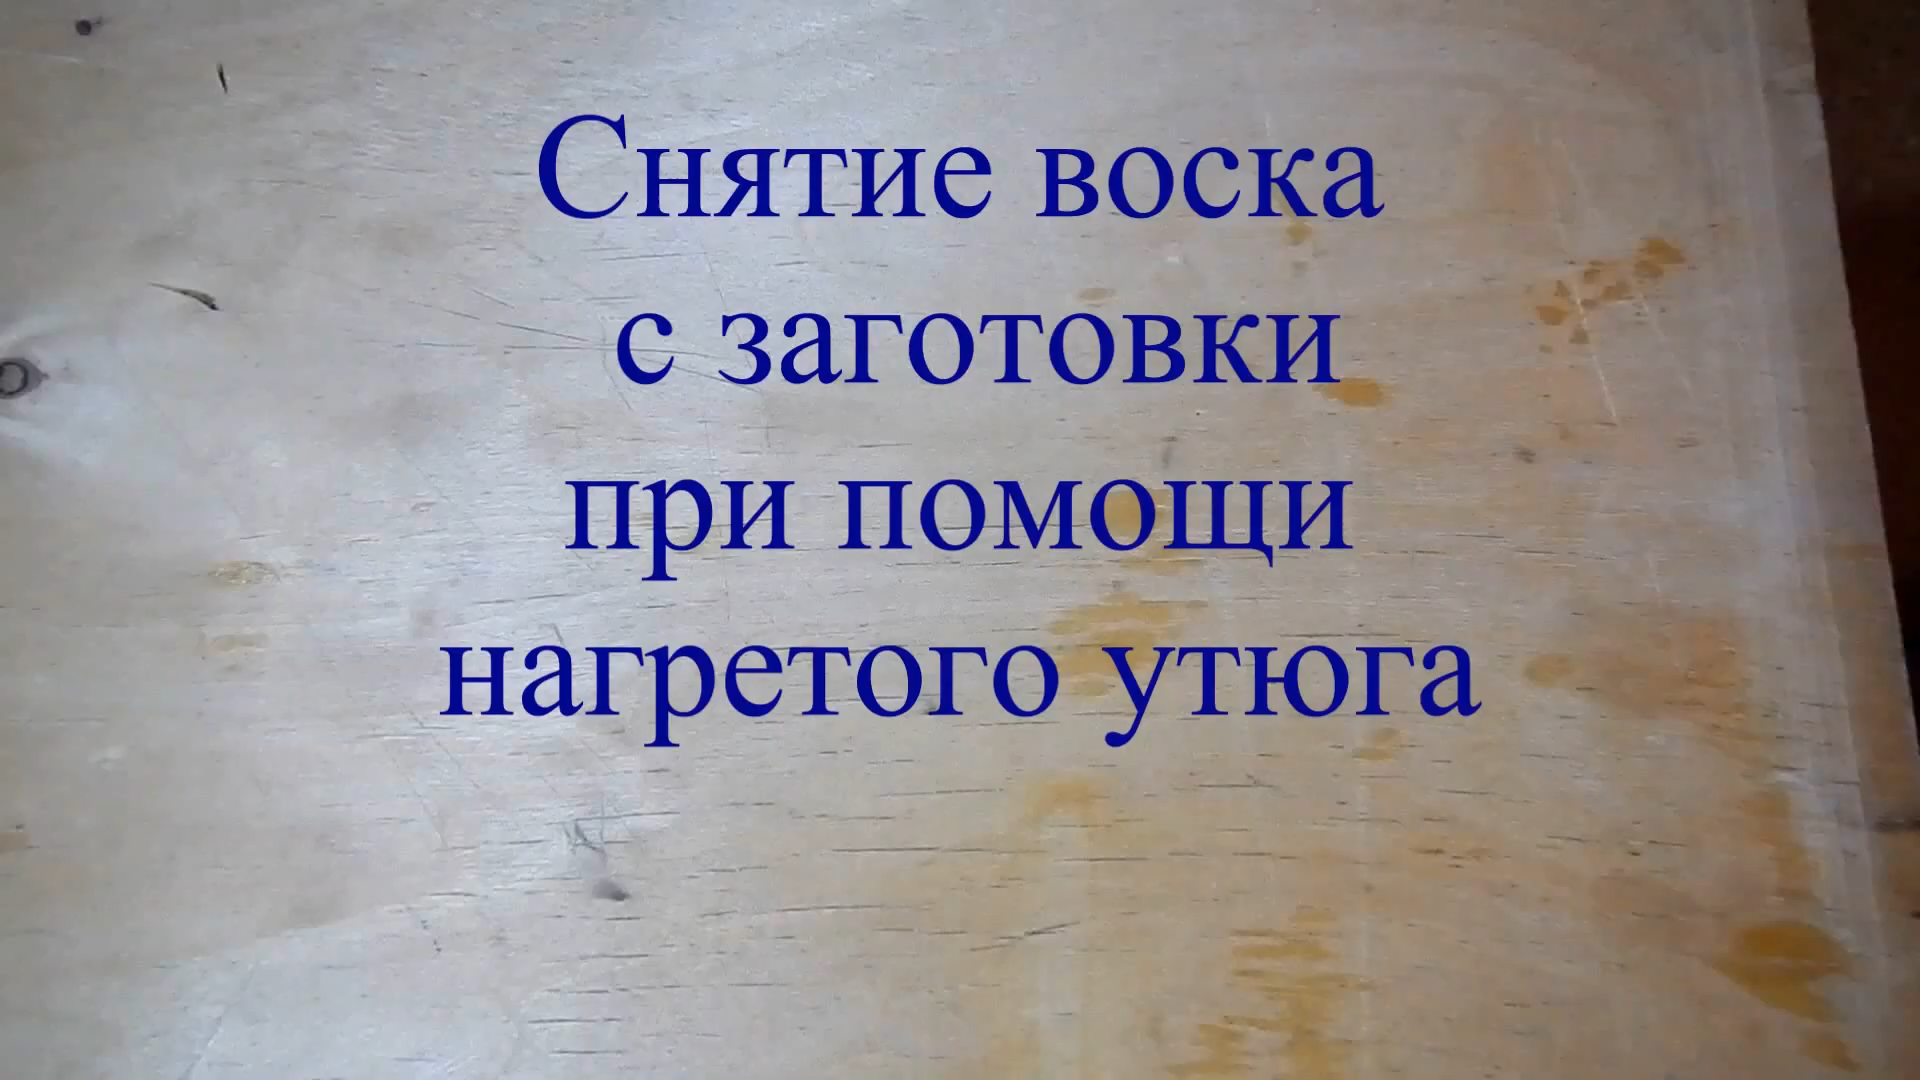 Снятие воска
с заготовки
при помощи
нагретого утюга